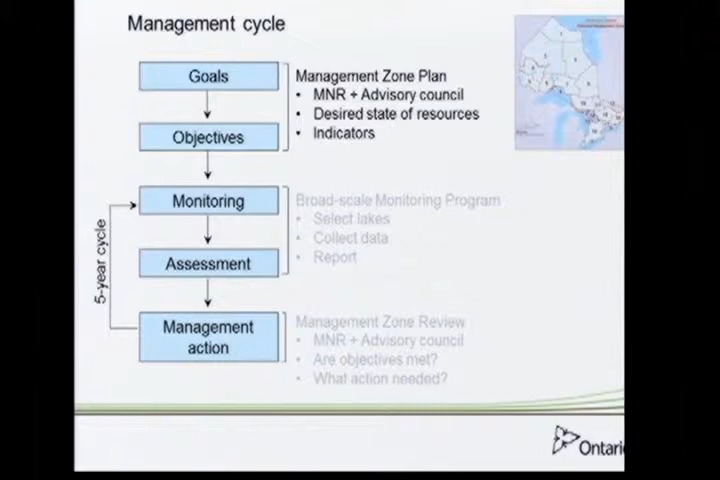 Management cycle
Goals
Management Zone Plan
• MNR + Advisory council
• Desired state of resources
• Indicators
Objectives
Monitoring
Broad-scale Monitoring Program
• Select lakes
• Collect data
• Report
Assessment
5-year cycle
Management
action
Management Zone Review
• MNR + Advisory council
• Are objectives met?
• What action needed?
Ontari